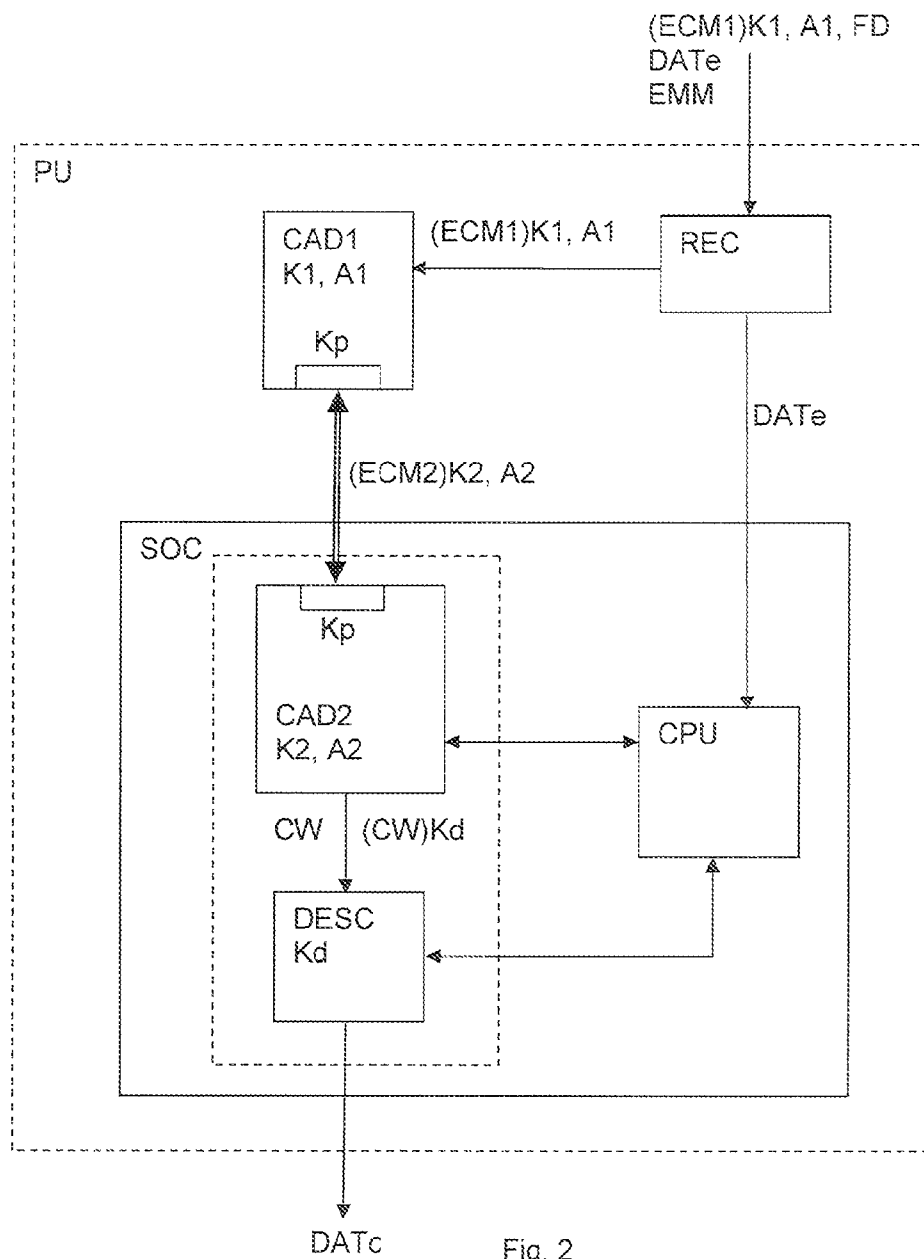 (ECM1)K1, A1, FD
DATe
EMM
PU
CAD1
K1, A1
Kp
(ECM1)K1, A1
REC
DATe
(ECM2)K2, A2
SOC
Kp
CAD2
K2, A2
CPU
CW (CW)Kd
DESC
Kd
DATc
Fig. 2